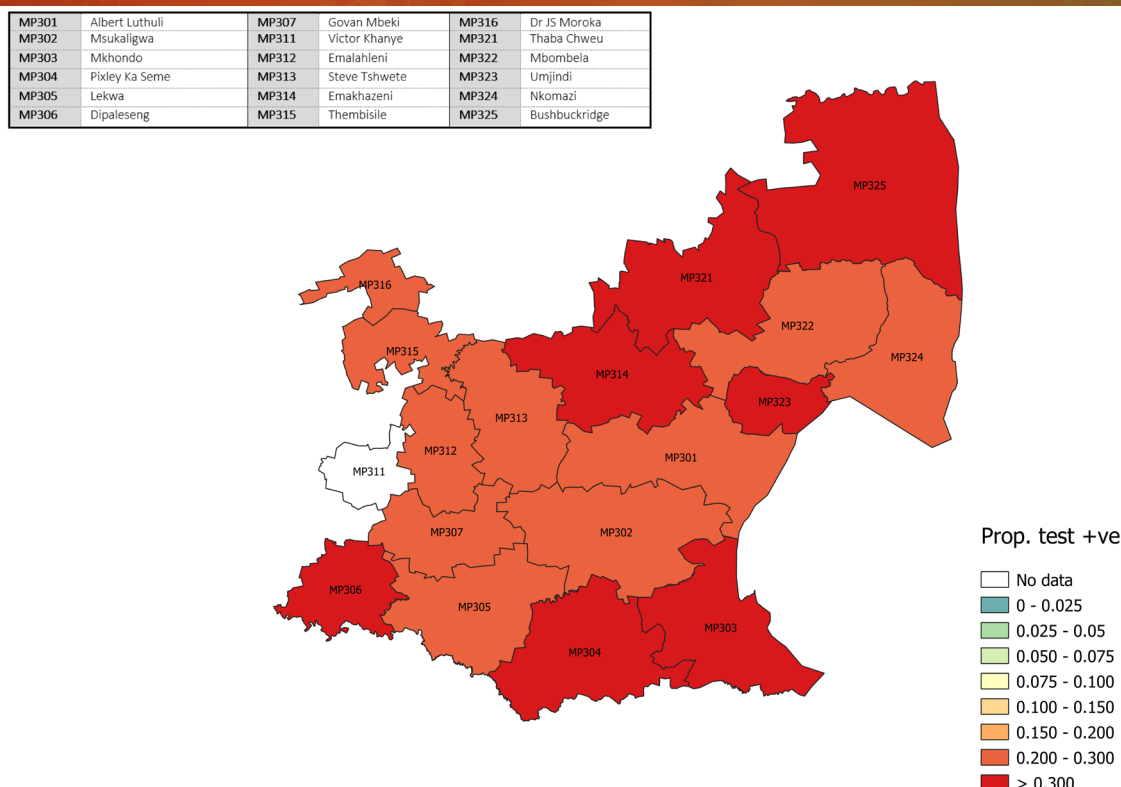 MP301 Albert Luthuli MP307 Govan Mbeki MP316 Dr JS Moroka
MP302 Msukaligwa MP311 Victor Khanye MP321 Thaba Chweu
MP303 Mkhondo MP312 Emalahleni MP322 Mbombela
MP304 Pixley Ka Seme MP313 Steve Tshwete MP323 Umjindi
MP305 Lekwa MP314 Emakhazeni MP324 Nkomazi
MP306 Dipaleseng MP315 Thembisile MP325 Bushbuckridge
MP325
MP321
MP316
MP322
MP315
MP324
MP314
MP323
MP313
MP312
MP301
MP311
MP307
MP302
MP306
MP305
MP303
MP304
Prop. test +ve
No data
0 - 0.025
0.025 - 0.05
0.050 - 0.075
0.075 - 0.100
0.100 - 0.150
0.150 - 0.200
0.200 - 0.300
> 0.300